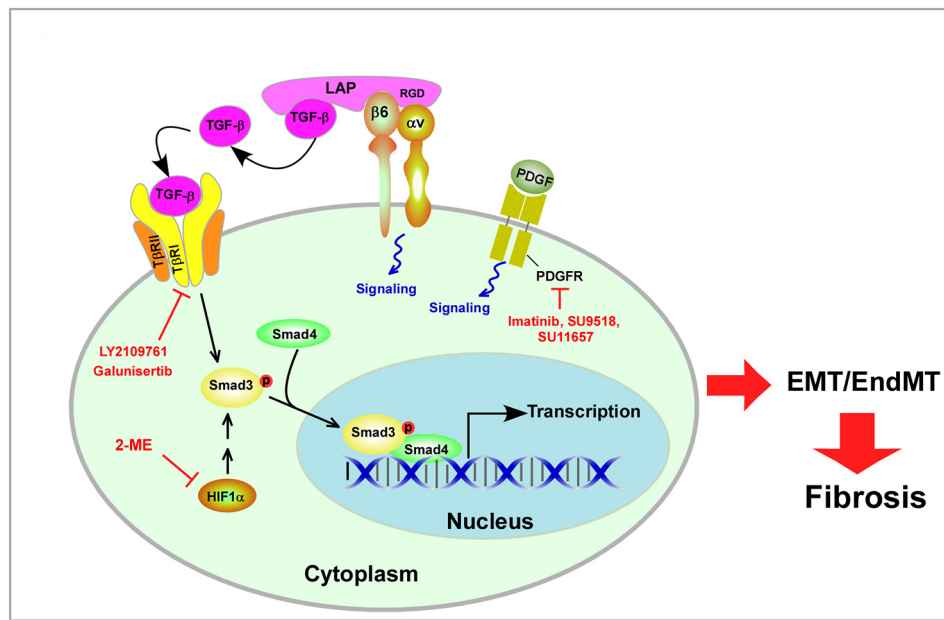 LAP
RGD
TGF-β
TGF-β
β6
αv
TGF-β
PDGF
TβRII
TβRI
PDGFR
Signaling
Signaling
Imatinib, SU9518,
SU11657
LY2109761
Galunisertib
Smad4
Smad3
p
EMT/EndMT
Smad3
p
Smad4
Transcription
2-ME
HIF1α
Nucleus
Fibrosis
Cytoplasm